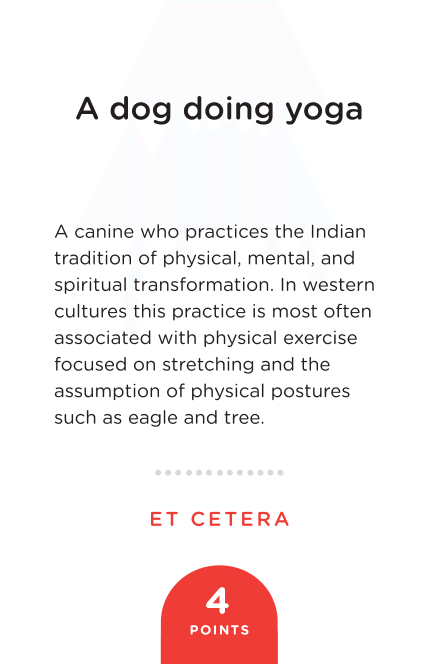 A dog doing yoga
A canine who practices the Indian
tradition of physical, mental, and
spiritual transformation. In western
cultures this practice is most often
associated with physical exercise
focused on stretching and the
assumption of physical postures
such as eagle and tree.
ET CETERA
4
POINTS